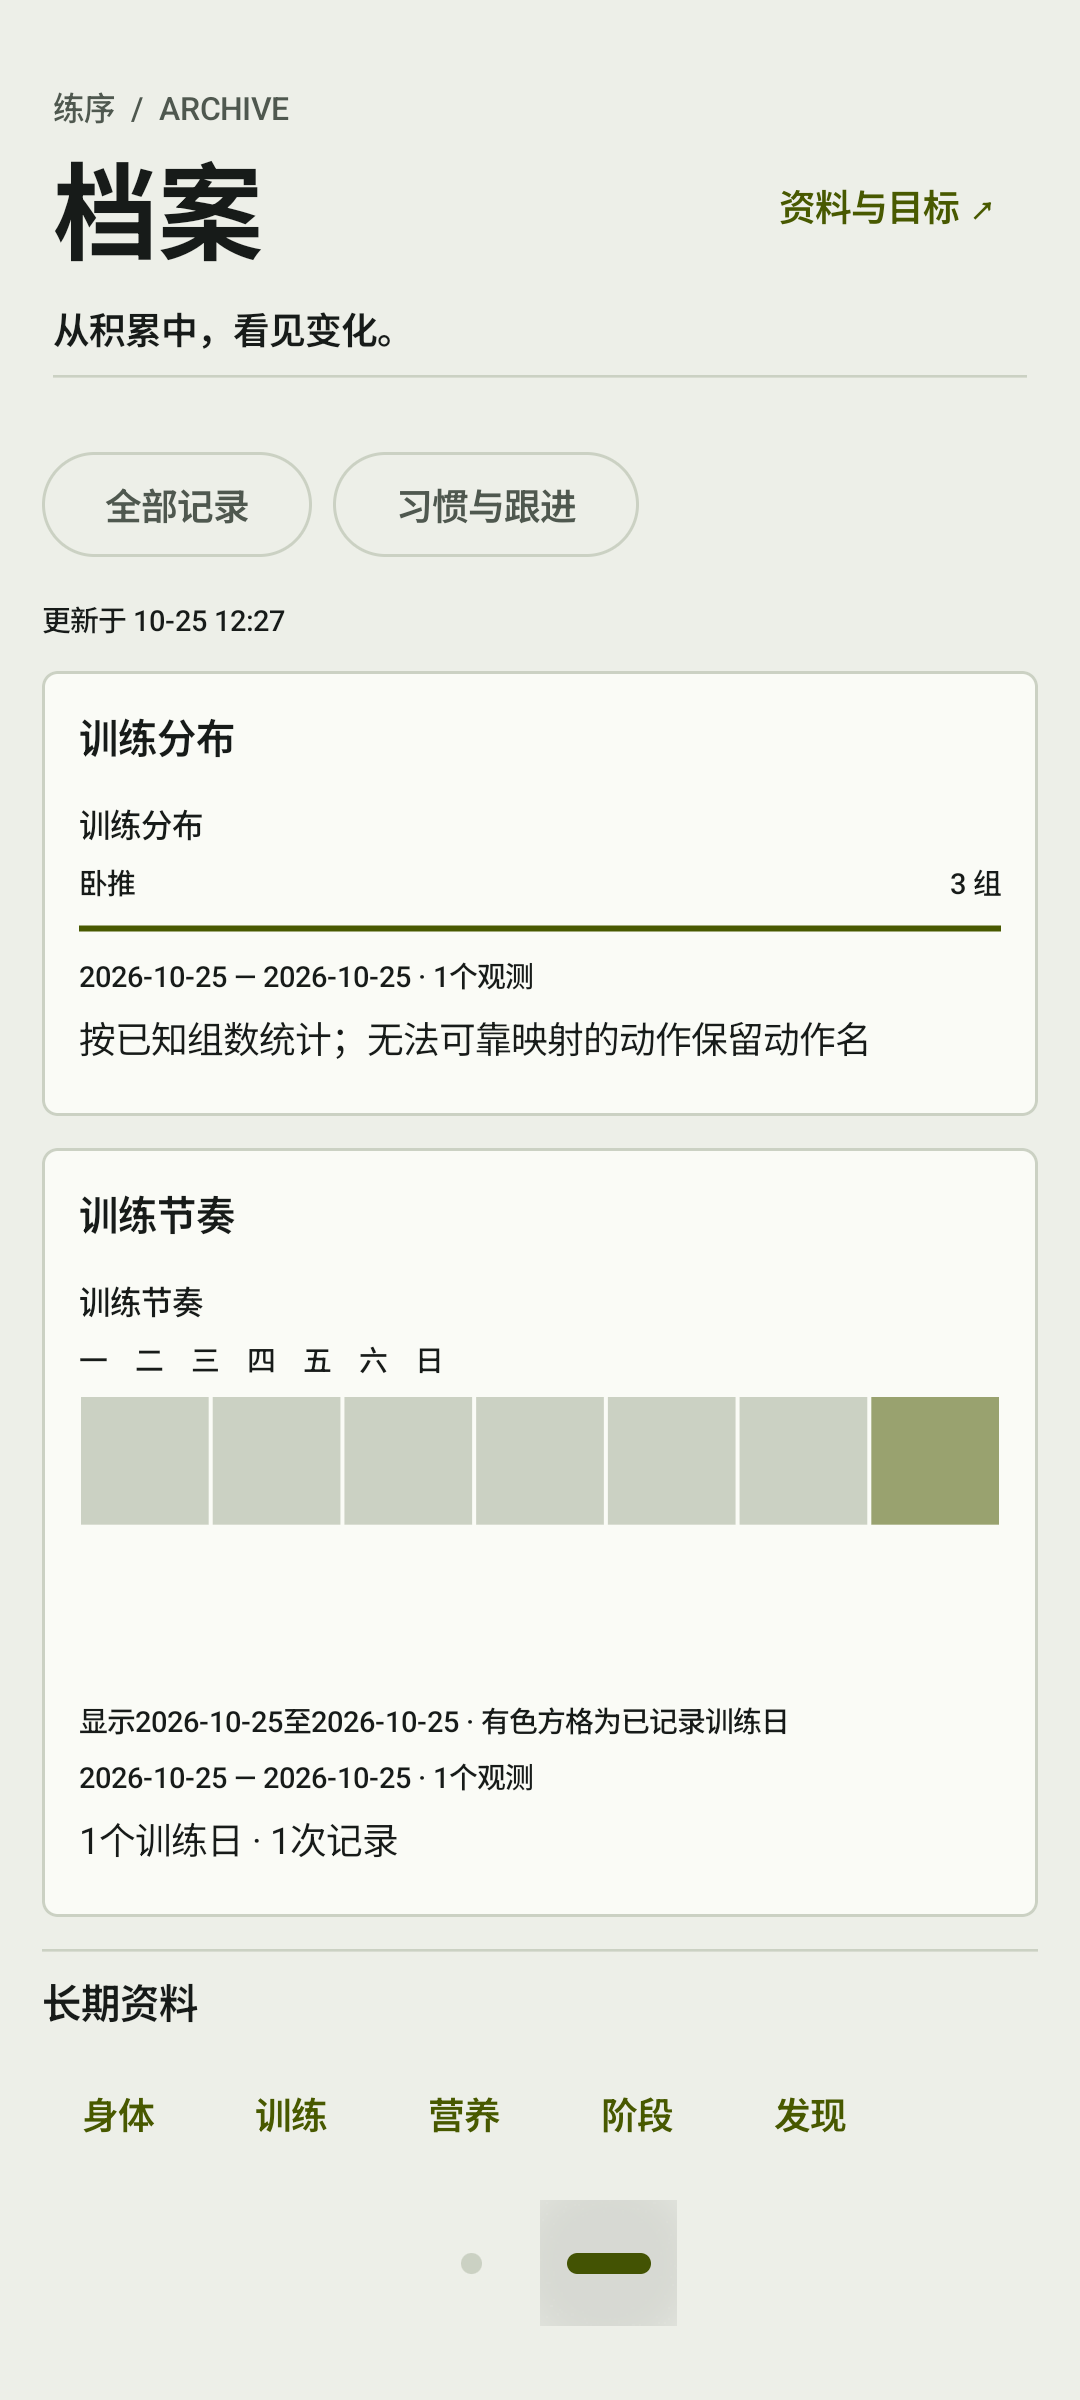 练序 / ARCHIVE
档案
资料与目标 ↗
从积累中，看见变化。
全部记录 习惯与跟进
更新于 10-25 12:27
训练分布
训练分布
卧推 3 组
2026-10-25 — 2026-10-25 · 1个观测
按已知组数统计；无法可靠映射的动作保留动作名
训练节奏
训练节奏
一 二 三 四 五 六 日
显示2026-10-25至2026-10-25 · 有色方格为已记录训练日
2026-10-25 — 2026-10-25 · 1个观测
1个训练日 · 1次记录
长期资料
身体 训练 营养 阶段 发现